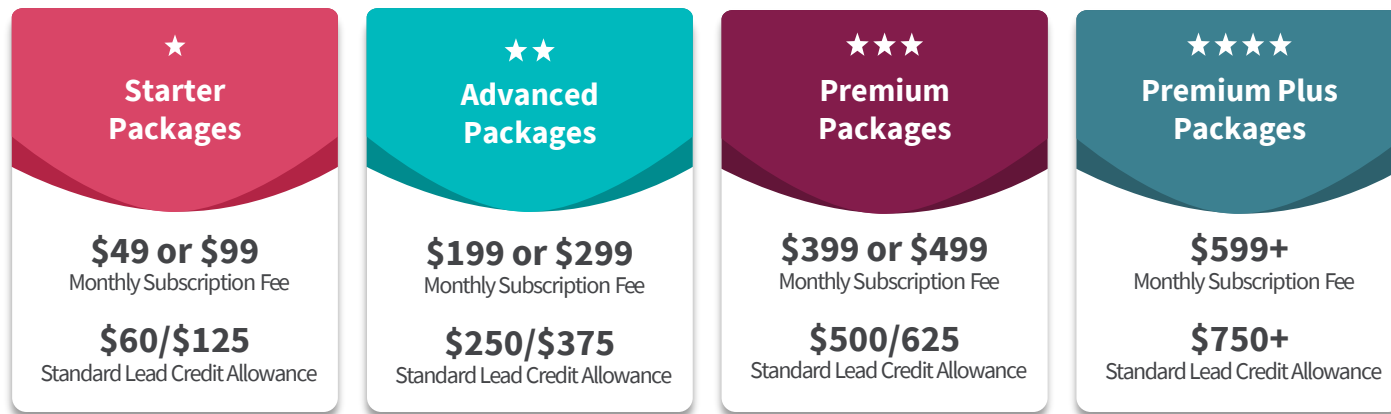 Starter
Packages
$49 or $99
Monthly Subscription Fee
$60/$125
Standard Lead Credit Allowance
Advanced
Packages
$199 or $299
Monthly Subscription Fee
$250/$375
Standard Lead Credit Allowance
Premium
Packages
$399 or $499
Monthly Subscription Fee
$500/625
Standard Lead Credit Allowance
Premium Plus
Packages
$599+
Monthly Subscription Fee
$750+
Standard Lead Credit Allowance